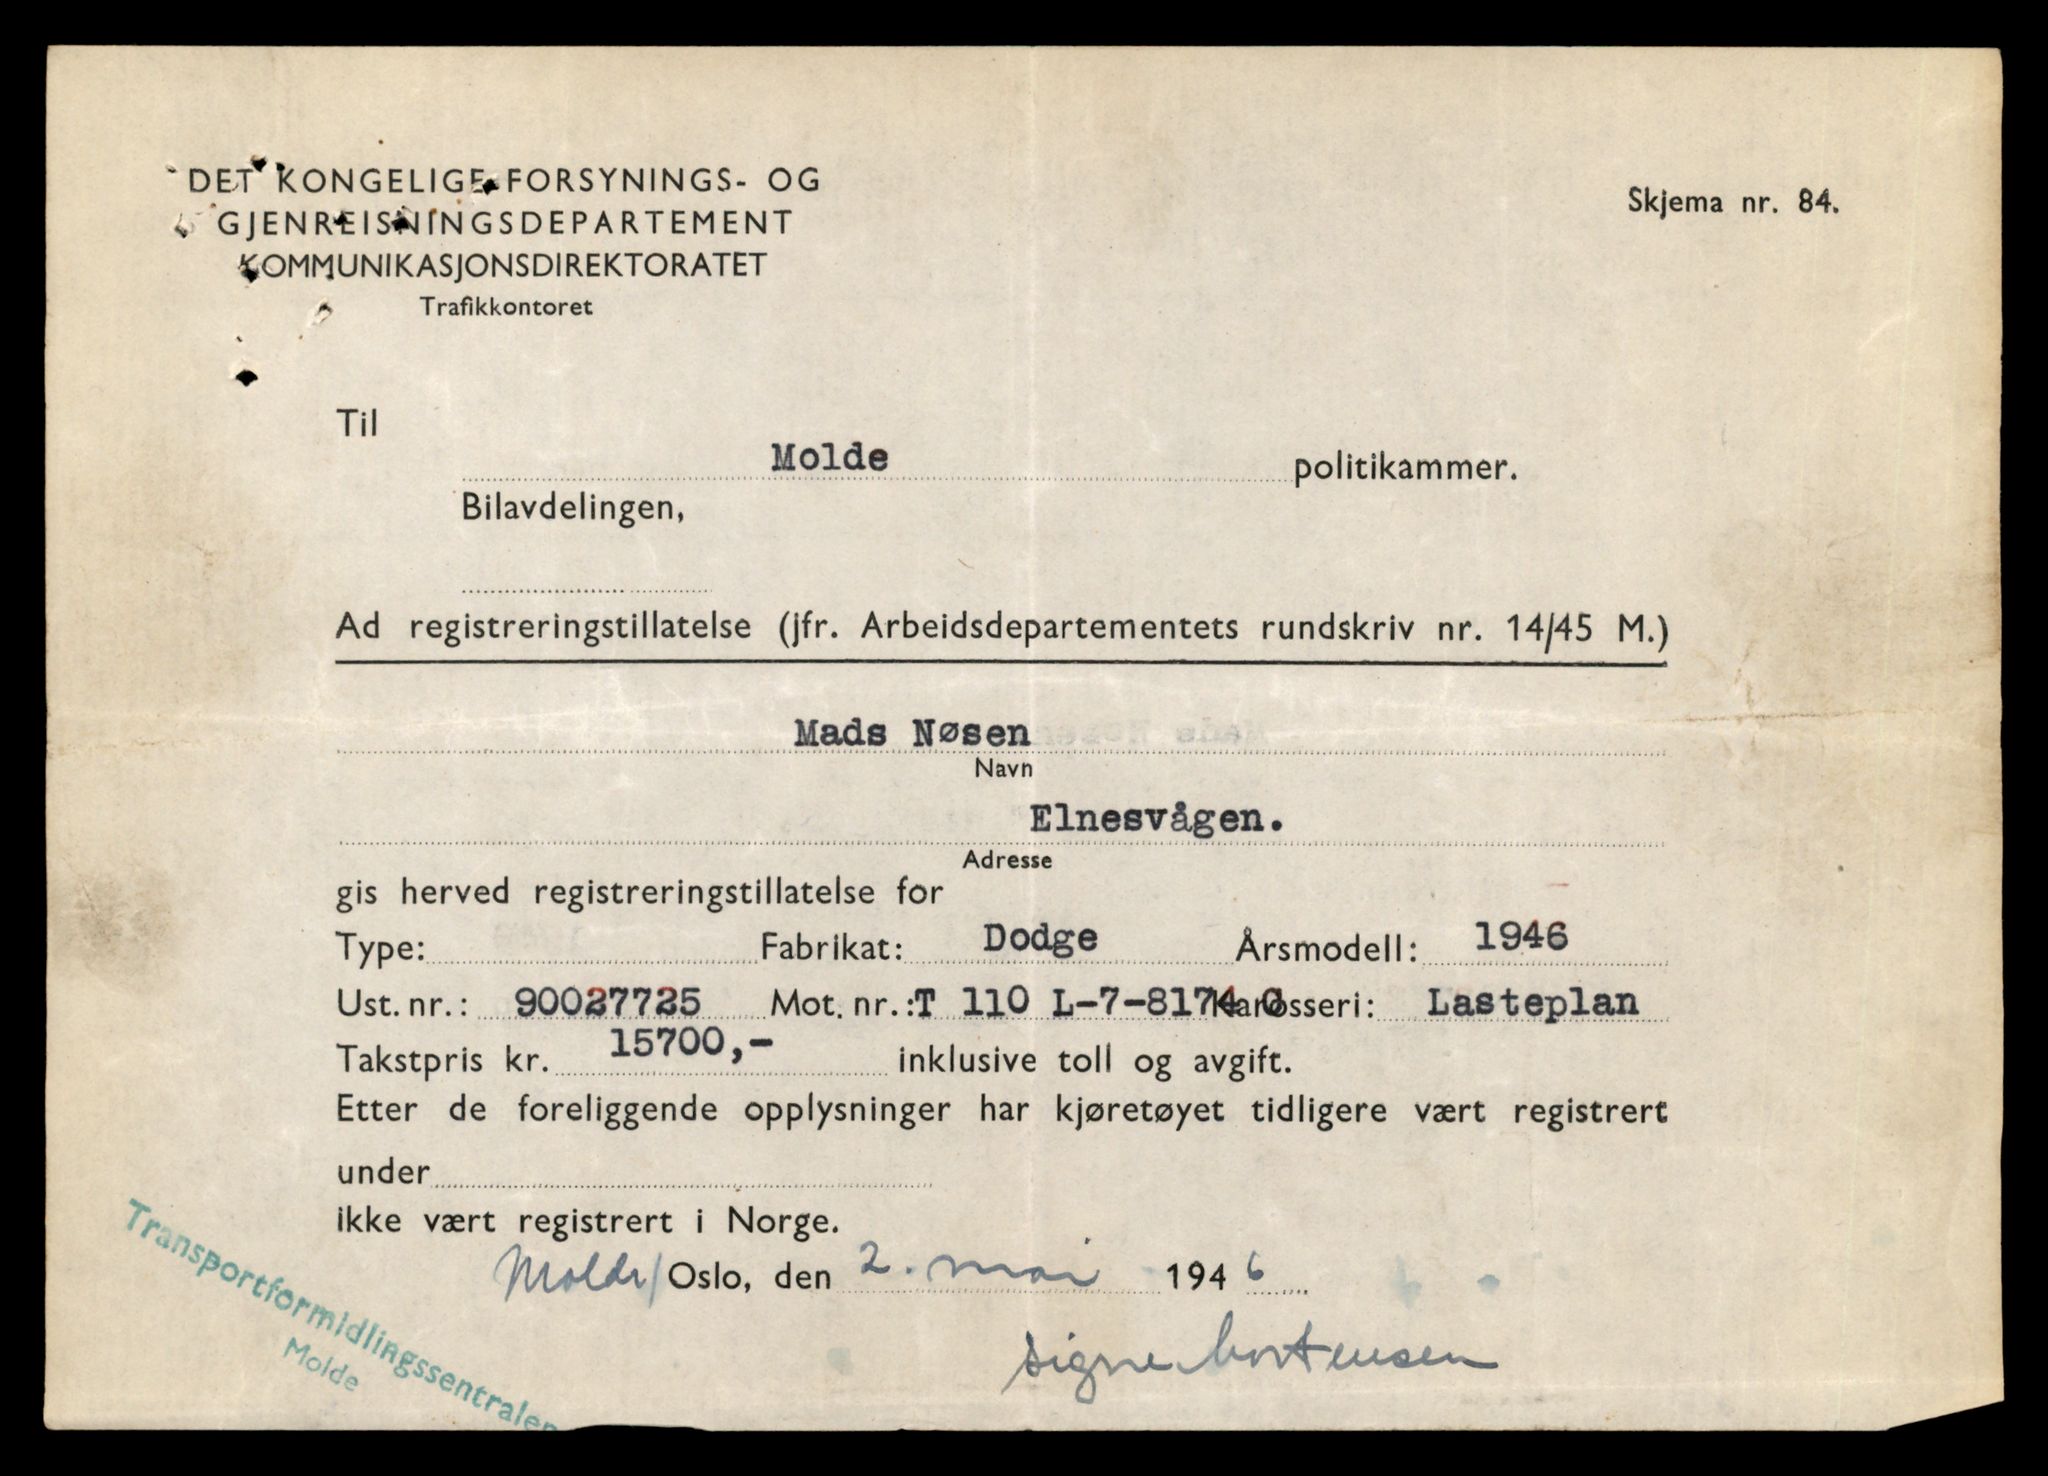 DET KONGELIGE FORSYNINGS- OG
GJENREISNINGSDEPARTEMENT
KOMMUNIKASJONSDIREKTORATET
Trafikkontoret
Skjema nr. 84.
Til
Molde politikammer.
Bilavdelingen,
Ad registreringstillatelse (jfr. Arbeidsdepartementets rundskriv nr. 14/45 M.)
Mads Nøsen
Navn
Elnesvågen.
Adresse
gis herved registreringstillatelse for
Type: Fabrikat: Dodge Årsmodell: 1946
Ust. nr.: 90027725 Mot. nr.: T 110 L-7-8174 C Karosseri: Lasteplan
Takstpris kr. 15700,- inklusive toll og avgift.
Etter de foreliggende opplysninger har kjøretøyet tidligere vært registrert
under
ikke vært registrert i Norge.
Molde/ Oslo, den 2. mai 1946
Signe Mortensen
Transportformidlingssentralen
Molde